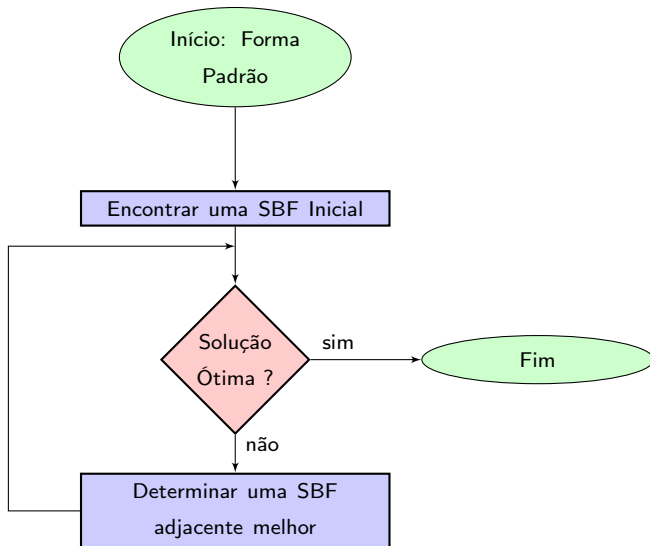 Início: Forma
Padrão
Encontrar uma SBF Inicial
Solução
Ótima ?
sim
Fim
não
Determinar uma SBF
adjacente melhor